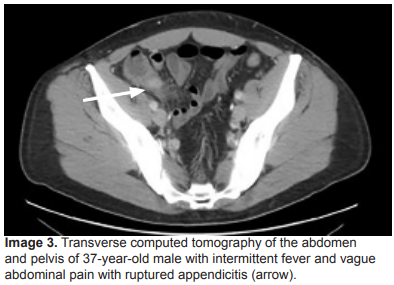 Image 3. Transverse computed tomography of the abdomen
and pelvis of 37-year-old male with intermittent fever and vague
abdominal pain with ruptured appendicitis (arrow).